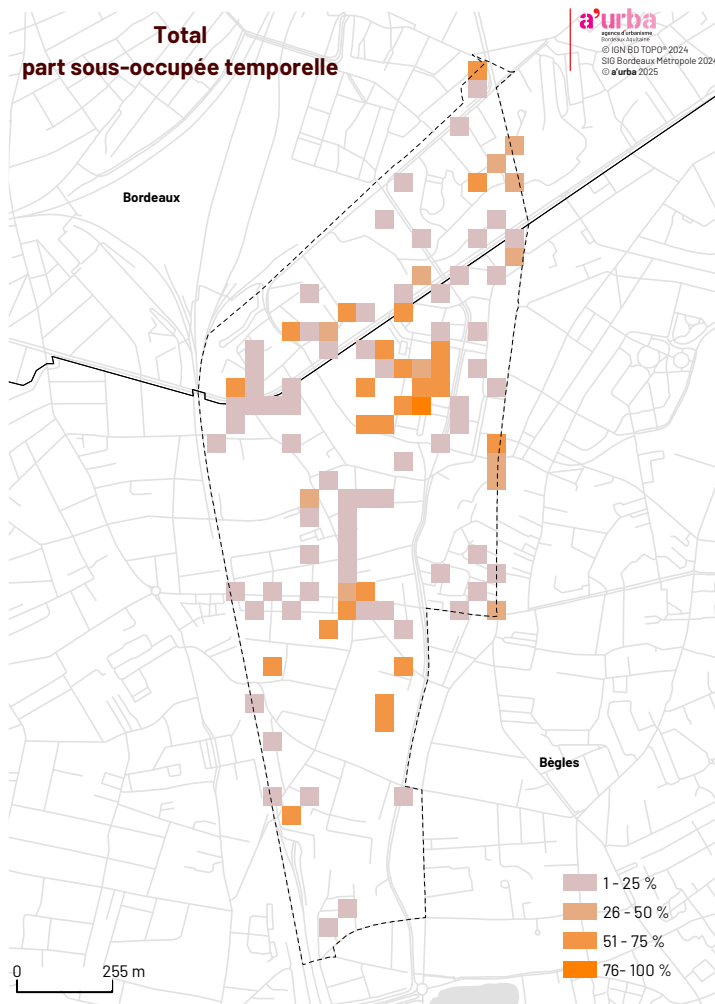 Total
part sous-occupée temporelle
a'urba
agence d'urbanisme
Bordeaux Aquitaine
© IGN BD TOPO® 2024
SIG Bordeaux Métropole 2024
© a'urba 2025
Bordeaux
Bègles
1 - 25 %
26 - 50 %
51 - 75 %
76- 100 %
0 255 m